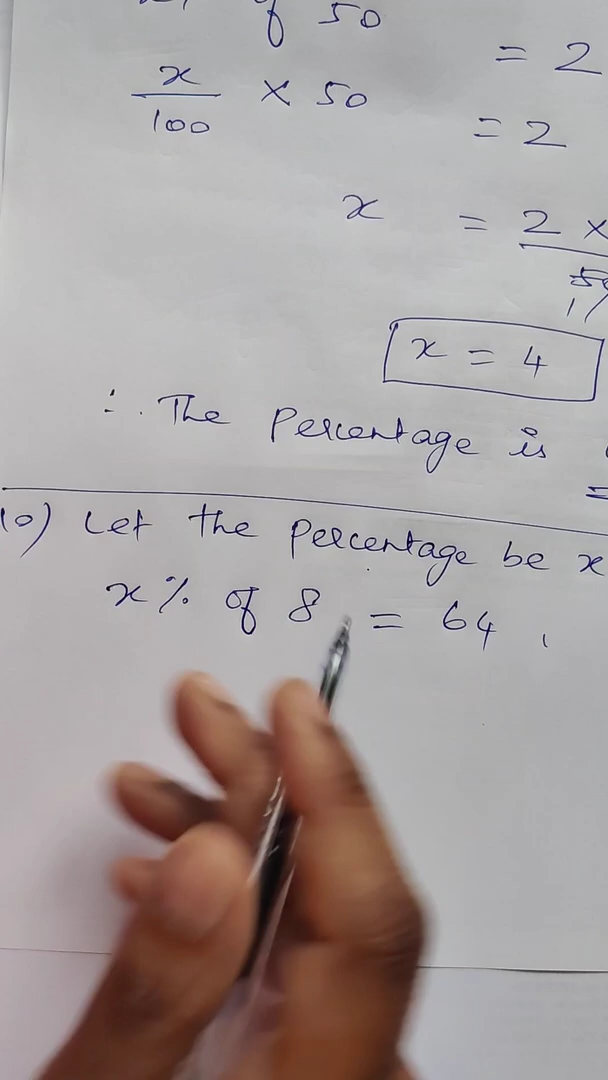 of 50 = 2
x/100 × 50 = 2
x = 2 ×
x = 4
∴ The Percentage is
=
10) Let the percentage be x
x% of 8 = 64